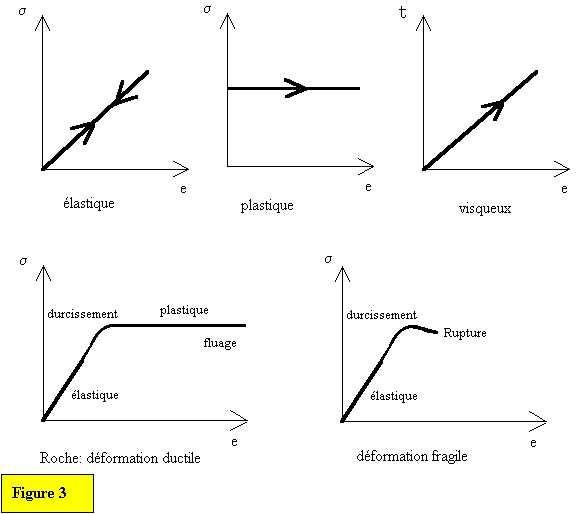 σ
e
élastique
σ
e
plastique
t
e
visqueux
σ
durcissement
plastique
fluage
élastique
e
Roche: déformation ductile
σ
durcissement
Rupture
élastique
e
déformation fragile
Figure 3